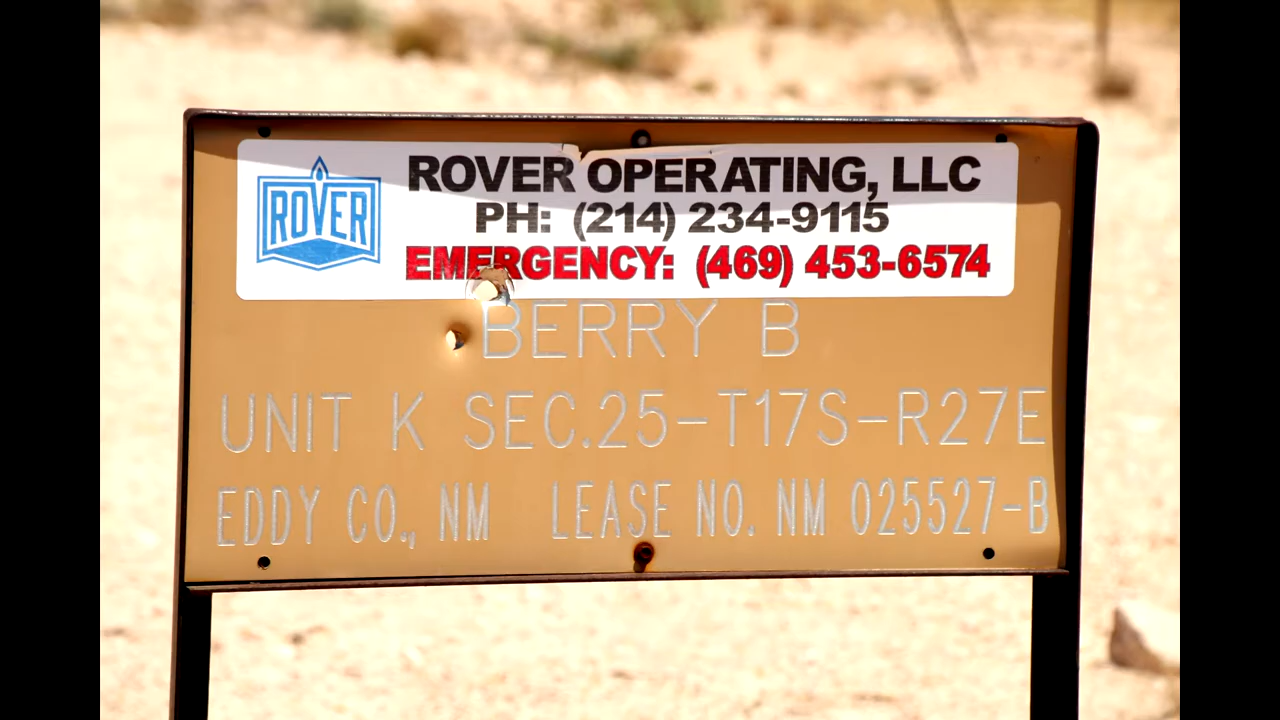 ROVER
ROVER OPERATING, LLC
PH: (214) 234-9115
EMERGENCY: (469) 453-6574
BERRY B
UNIT K SEC.25-T17S-R27E
EDDY CO., NM LEASE NO. NM 025527-B